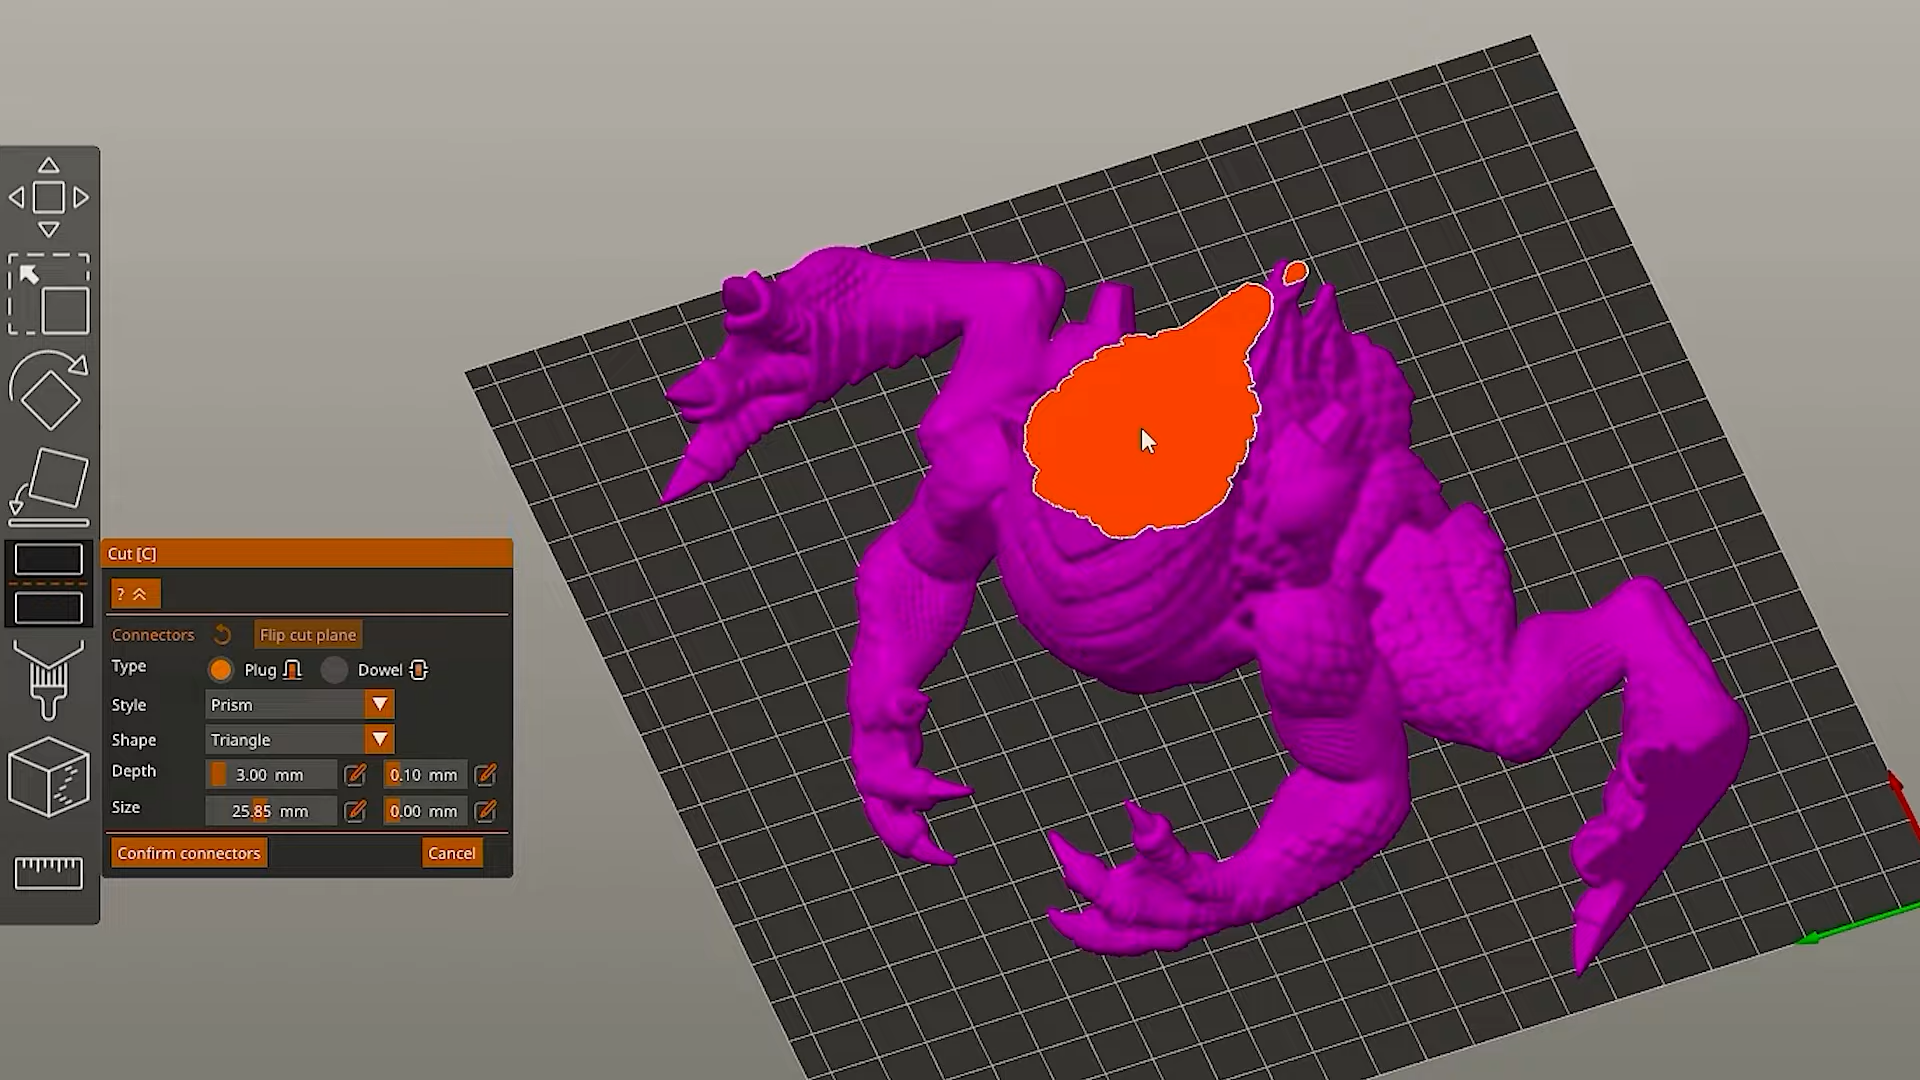 Cut [C]
?
Connectors Flip cut plane
Type Plug Dowel
Style Prism
Shape Triangle
Depth 3.00 mm 0.10 mm
Size 25.85 mm 0.00 mm
Confirm connectors Cancel